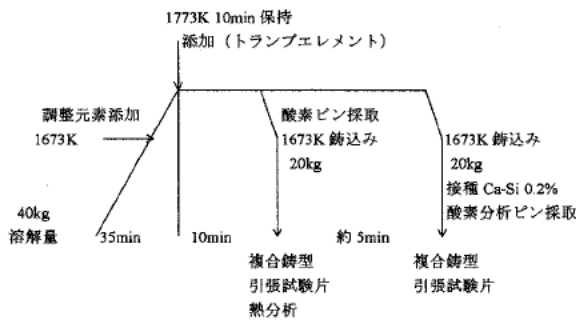 1773K 10min 保持
添加（トランプエレメント）
調整元素添加
1673K
酸素ピン採取
1673K 鋳込み
20kg
1673K 鋳込み
20kg
接種 Ca-Si 0.2%
酸素分析ピン採取
40kg
溶解量
35min
10min
約 5min
複合鋳型
引張試験片
熱分析
複合鋳型
引張試験片